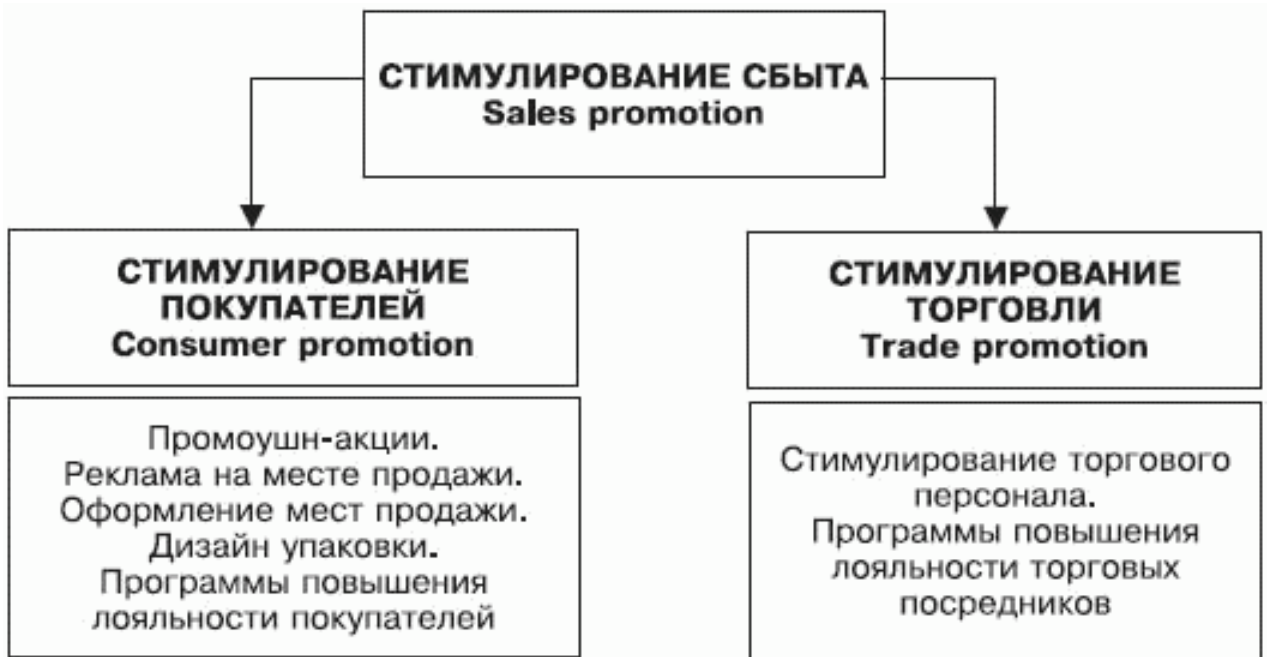 СТИМУЛИРОВАНИЕ СБЫТА
Sales promotion
СТИМУЛИРОВАНИЕ
ПОКУПАТЕЛЕЙ
Consumer promotion
Промоушн-акции.
Реклама на месте продажи.
Оформление мест продажи.
Дизайн упаковки.
Программы повышения
лояльности покупателей
СТИМУЛИРОВАНИЕ
ТОРГОВЛИ
Trade promotion
Стимулирование торгового
персонала.
Программы повышения
лояльности торговых
посредников